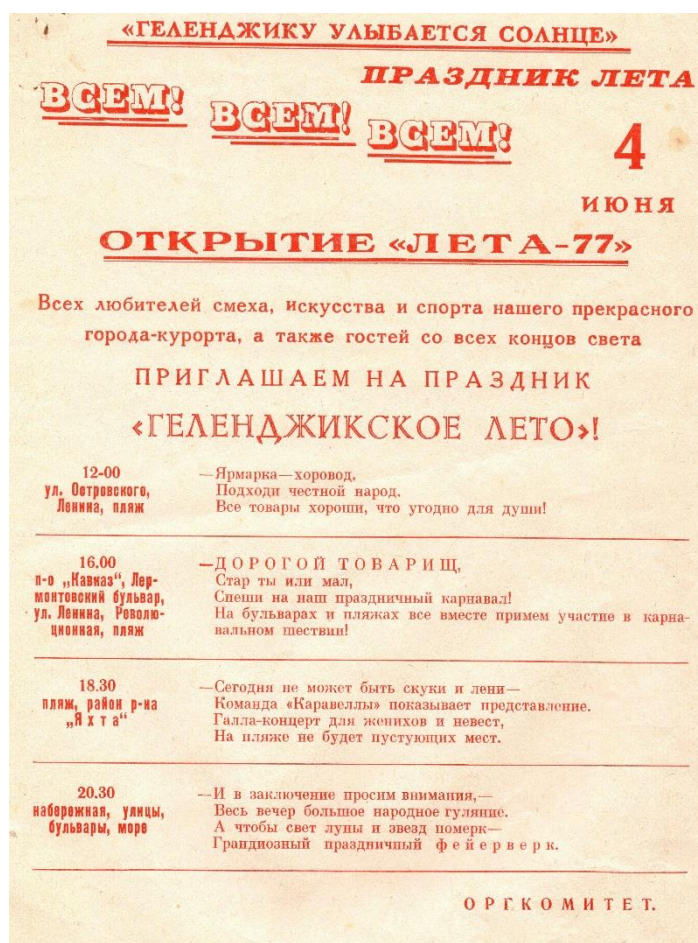 «ГЕЛЕНДЖИКУ УЛЫБАЕТСЯ СОЛНЦЕ»
ПРАЗДНИК ЛЕТА
ВСЕМ!
ВСЕМ!
ВСЕМ!
4
ИЮНЯ
ОТКРЫТИЕ «ЛЕТА-77»
Всех любителей смеха, искусства и спорта нашего прекрасного
города-курорта, а также гостей со всех концов света
ПРИГЛАШАЕМ НА ПРАЗДНИК
«ГЕЛЕНДЖИКСКОЕ ЛЕТО»!
12-00
ул. Островского,
Ленина, пляж
—Ярмарка—хоровод,
Подходи честной народ.
Все товары хороши, что угодно для души!
16.00
п-о „Кавказ", Лер-
монтовский бульвар,
ул. Ленина, Револю-
ционная, пляж
—ДОРОГОЙ ТОВАРИЩ,
Стар ты или мал,
Спеши на наш праздничный карнавал!
На бульварах и пляжах все вместе примем участие в карна-
вальном шествии!
18.30
пляж, район р-на
„Яхта"
—Сегодня не может быть скуки и лени—
Команда «Каравеллы» показывает представление.
Галла-концерт для женихов и невест,
На пляже не будет пустующих мест.
20.30
набережная, улицы,
бульвары, море
—И в заключение просим внимания,—
Весь вечер большое народное гуляние.
А чтобы свет луны и звезд померк—
Грандиозный праздничный фейерверк.
ОРГКОМИТЕТ.